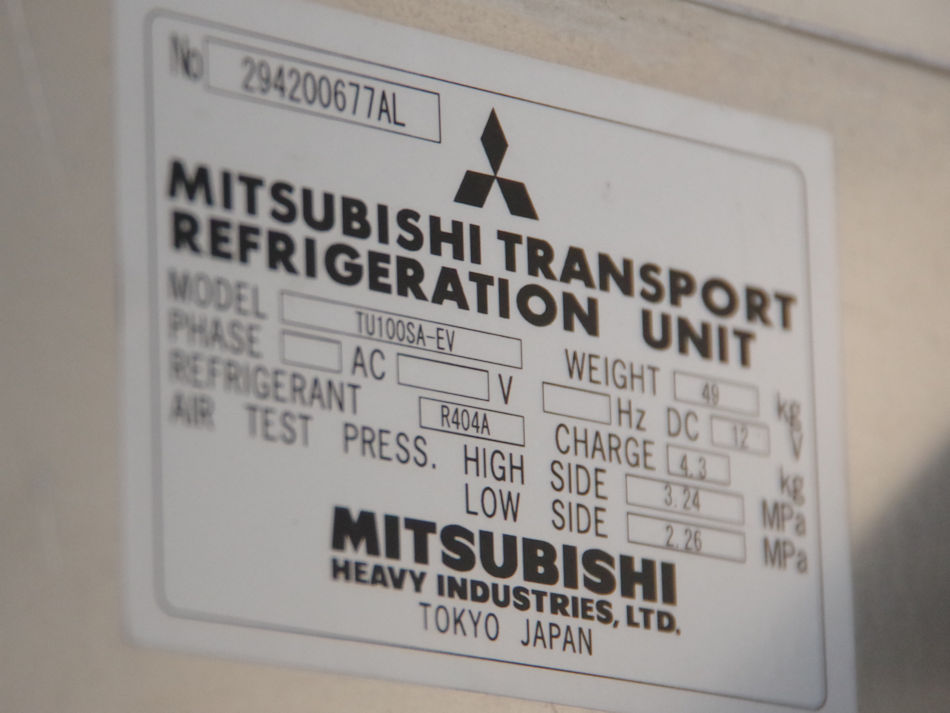 No 294200677AL
MITSUBISHI TRANSPORT
REFRIGERATION UNIT
MODEL TU100SA-EV WEIGHT 49 kg
PHASE AC V Hz DC 12 V
REFRIGERANT R404A CHARGE 4.3 kg
AIR TEST PRESS. HIGH SIDE 3.24 MPa
LOW SIDE 2.26 MPa
MITSUBISHI
HEAVY INDUSTRIES, LTD.
TOKYO JAPAN